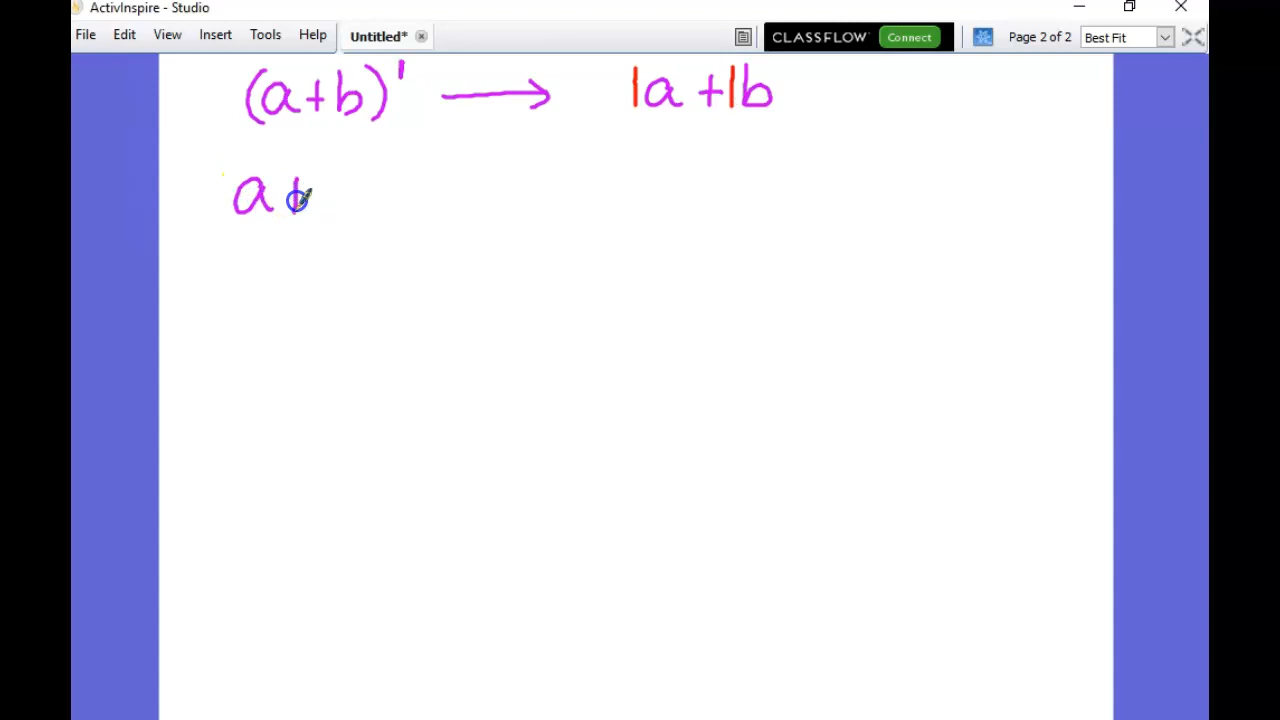 ActivInspire - Studio
File Edit View Insert Tools Help Untitled* CLASSFLOW Connect Page 2 of 2 Best Fit
(a+b)¹ → 1a +1b
a